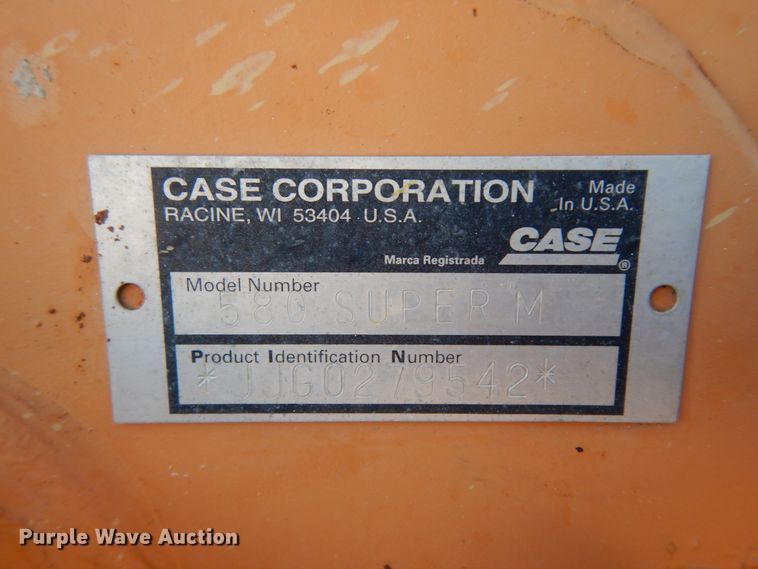 CASE CORPORATION
RACINE, WI 53404 U.S.A.
Made
In U.S.A.
CASE
®
Marca Registrada
Model Number
580 SUPER M
Product Identification Number
*JJG0279542*
Purple Wave Auction